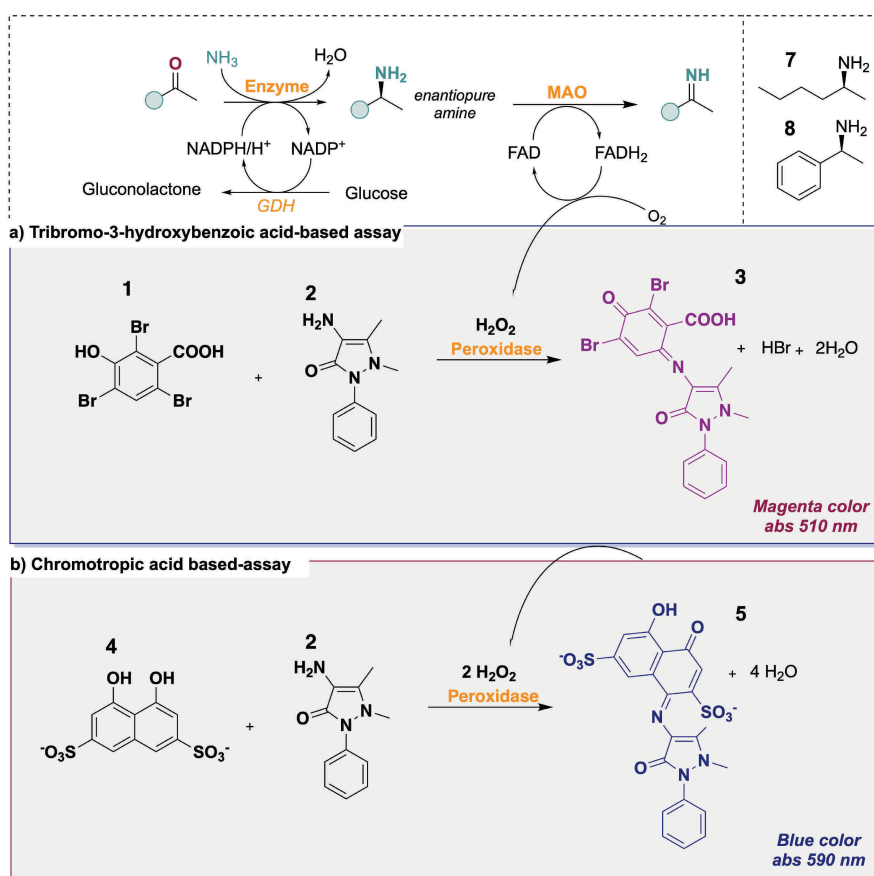 O
NH₃
H₂O
Enzyme
NH₂
enantiopure
amine
MAO
NH
NADPH/H⁺
NADP⁺
FAD
FADH₂
Gluconolactone
GDH
Glucose
O₂
7
NH₂
8
NH₂
a) Tribromo-3-hydroxybenzoic acid-based assay
1
Br
HO
COOH
Br
Br
+
2
H₂N
O
N
N
H₂O₂
Peroxidase
3
O
Br
COOH
Br
N
O
N
N
+ HBr + 2H₂O
Magenta color
abs 510 nm
b) Chromotropic acid based-assay
4
OH OH
⁻O₃S
SO₃⁻
+
2
H₂N
O
N
N
2 H₂O₂
Peroxidase
5
OH
O
⁻O₃S
SO₃⁻
N
O
N
N
+ 4 H₂O
Blue color
abs 590 nm